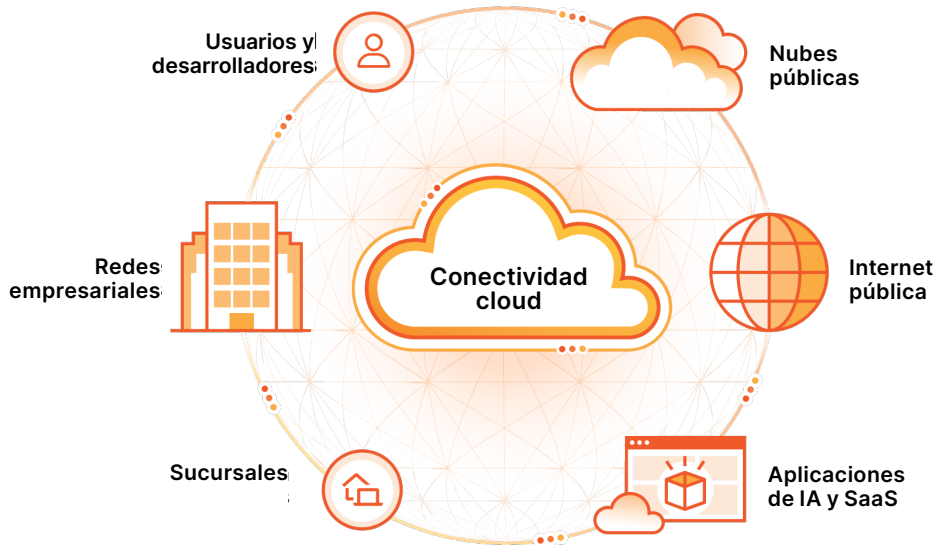 Usuarios y
desarrolladores
Nubes
públicas
Conectividad
cloud
Redes
empresariales
Internet
pública
Sucursales
Aplicaciones
de IA y SaaS